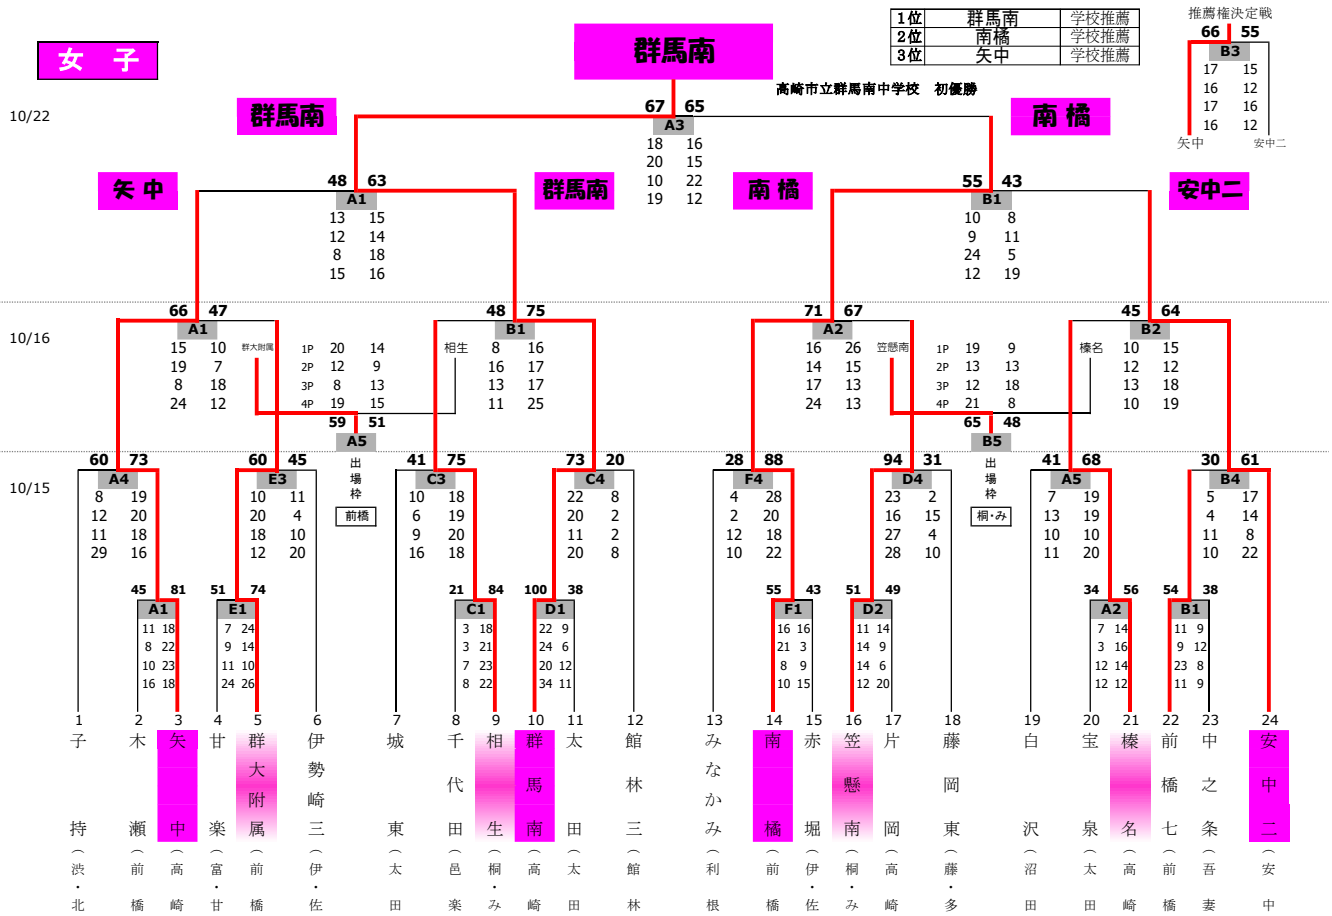 女 子
群馬南
1位 群馬南 学校推薦
2位 南橘 学校推薦
3位 矢中 学校推薦
推薦権決定戦
66 55
B3
17 15
16 12
17 16
16 12
矢中 安中二
高崎市立群馬南中学校 初優勝
10/22
群馬南
67 65
A3
18 16
20 15
10 22
19 12
南 橘
矢 中
48 63
A1
13 15
12 14
8 18
15 16
群馬南
南 橘
55 43
B1
10 8
9 11
24 5
12 19
安中二
10/16
66 47
A1
15 10
19 7
8 18
24 12
群大附属
1P 20 14
2P 12 9
3P 8 13
4P 19 15
59 51
A5
出場枠
前橋
相生
48 75
B1
8 16
16 17
13 17
11 25
71 67
A2
16 26
14 15
17 13
24 13
笠懸南
1P 19 9
2P 13 13
3P 12 18
4P 21 8
65 48
B5
出場枠
桐・み
榛名
45 64
B2
10 15
12 12
13 18
10 19
10/15
60 73
A4
8 19
12 20
11 18
29 16
60 45
E3
10 11
20 4
18 10
12 20
41 75
C3
10 18
6 19
9 20
16 18
73 20
C4
22 8
20 2
11 2
20 8
28 88
F4
4 28
2 20
12 18
10 22
94 31
D4
23 2
16 15
27 4
28 10
41 68
A5
7 19
13 19
10 10
11 20
30 61
B4
5 17
4 14
11 8
10 22
45 81
A1
11 18
8 22
10 23
16 18
51 74
E1
7 24
9 14
11 10
24 26
21 84
C1
3 18
3 21
7 23
8 22
100 38
D1
22 9
24 6
20 12
34 11
55 43
F1
16 16
21 3
8 9
10 15
51 49
D2
11 14
14 9
14 6
12 20
34 56
A2
7 14
3 16
12 14
12 12
54 38
B1
11 9
9 12
23 8
11 9
1 子持（渋・北
2 木瀬（前橋
3 矢中（高崎
4 甘楽（富・甘
5 群大附属（前橋
6 伊勢崎三（伊・佐
7 城東（太田
8 千代田（邑楽
9 相生（桐・み
10 群馬南（高崎
11 太田（太田
12 館林三（館林
13 みなかみ（利根
14 南橘（前橋
15 赤堀（伊・佐
16 笠懸南（桐・み
17 片岡（高崎
18 藤岡東（藤・多
19 白沢（沼田
20 宝泉（太田
21 榛名（高崎
22 前橋七（前橋
23 中之条（吾妻
24 安中二（安中